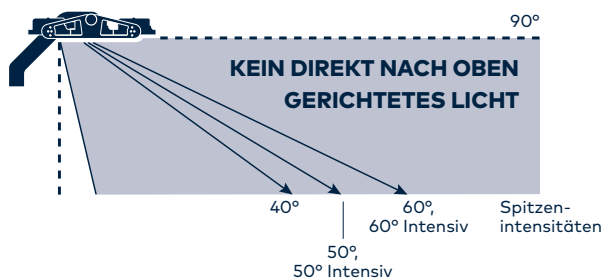 90°
KEIN DIREKT NACH OBEN
GERICHTETES LICHT
40°
60°,
60° Intensiv
Spitzen-
intensitäten
50°,
50° Intensiv